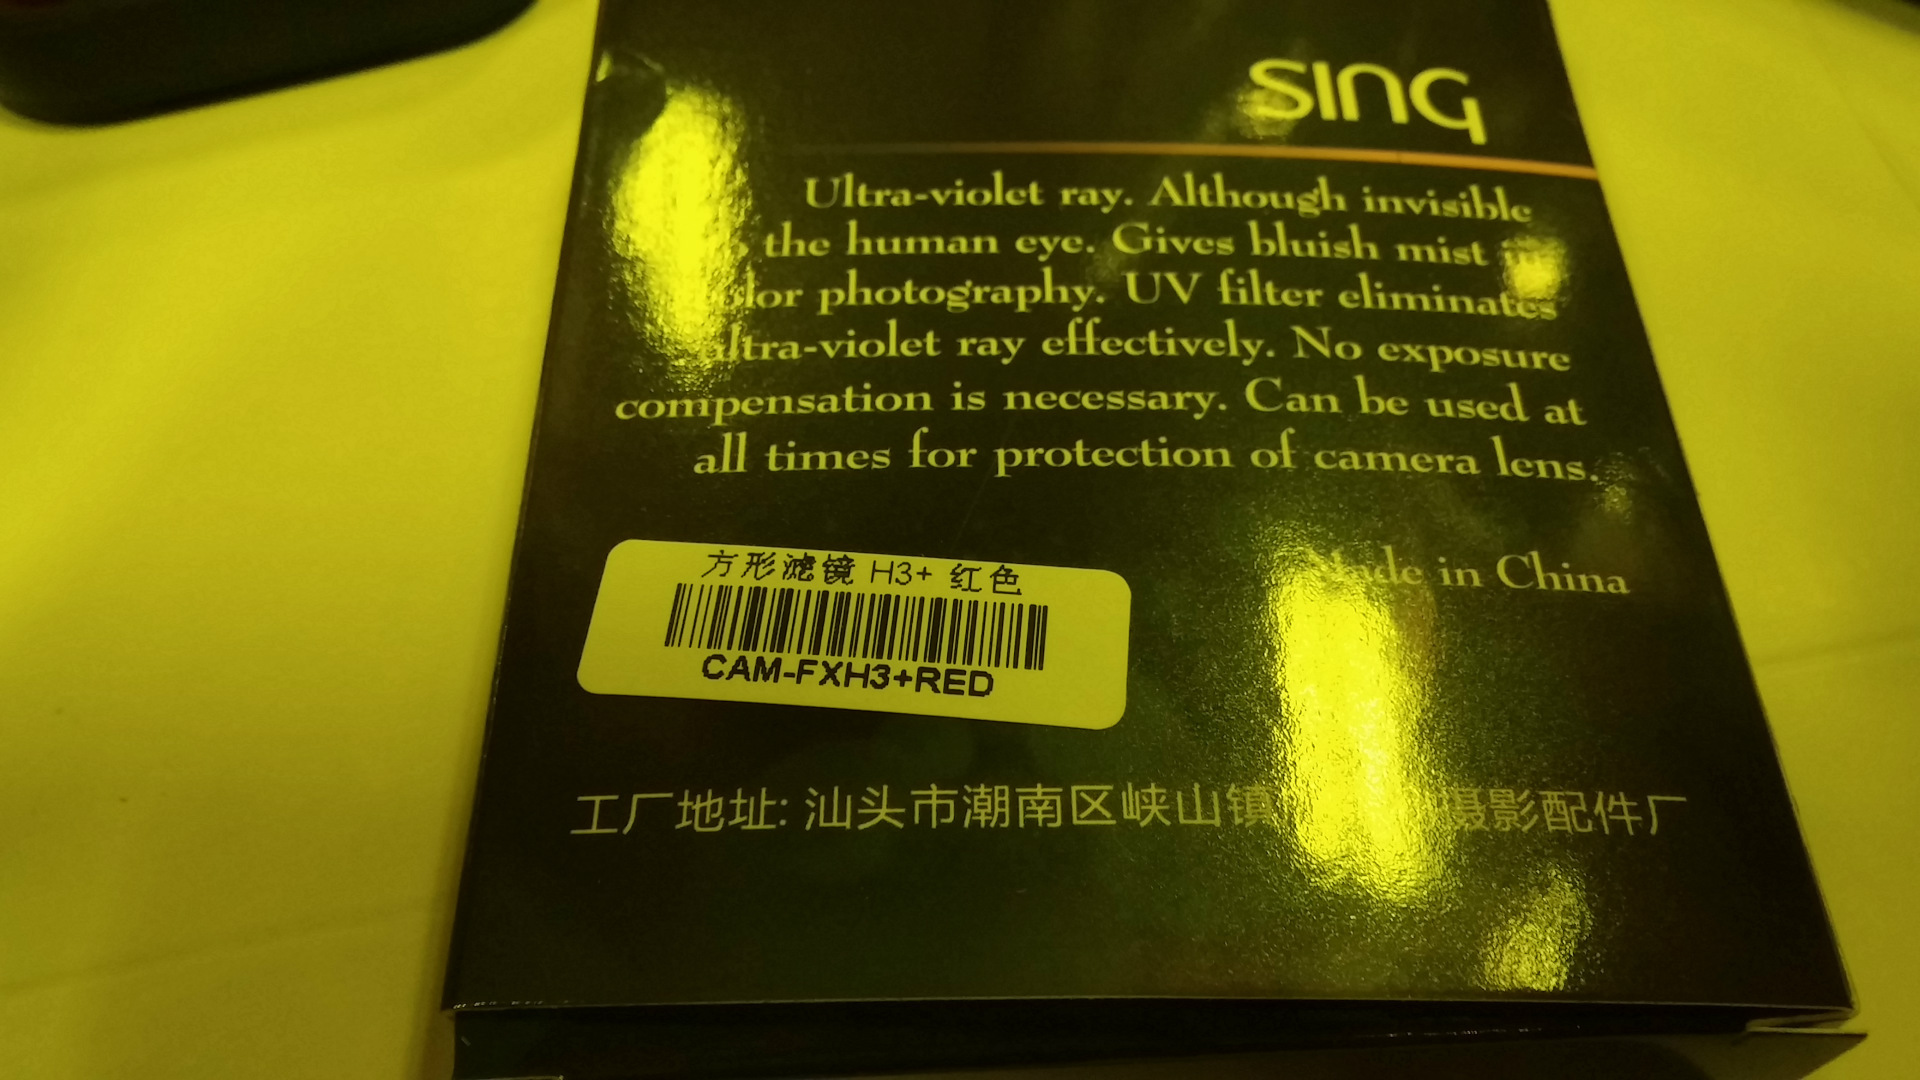 SING
Ultra-violet ray. Although invisible
the human eye. Gives bluish mist
photography. UV filter eliminates
ultra-violet ray effectively. No exposure
compensation is necessary. Can be used at
all times for protection of camera lens.
Made in China
方形滤镜 H3+ 红色
CAM-FXH3+RED
工厂地址: 汕头市潮南区峡山镇 摄影配件厂